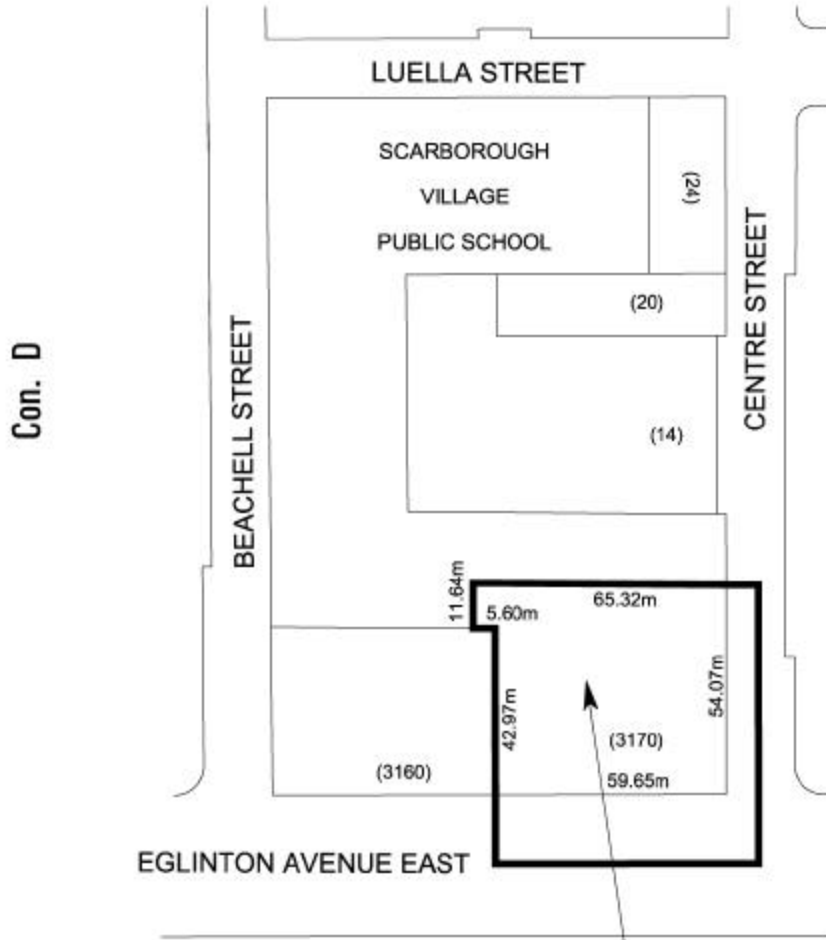 LUELLA STREET
SCARBOROUGH
VILLAGE
PUBLIC SCHOOL
(24)
(20)
CENTRE STREET
Con. D
BEACHELL STREET
(14)
11.64m
5.60m
65.32m
42.97m
54.07m
(3170)
(3160)
59.65m
EGLINTON AVENUE EAST